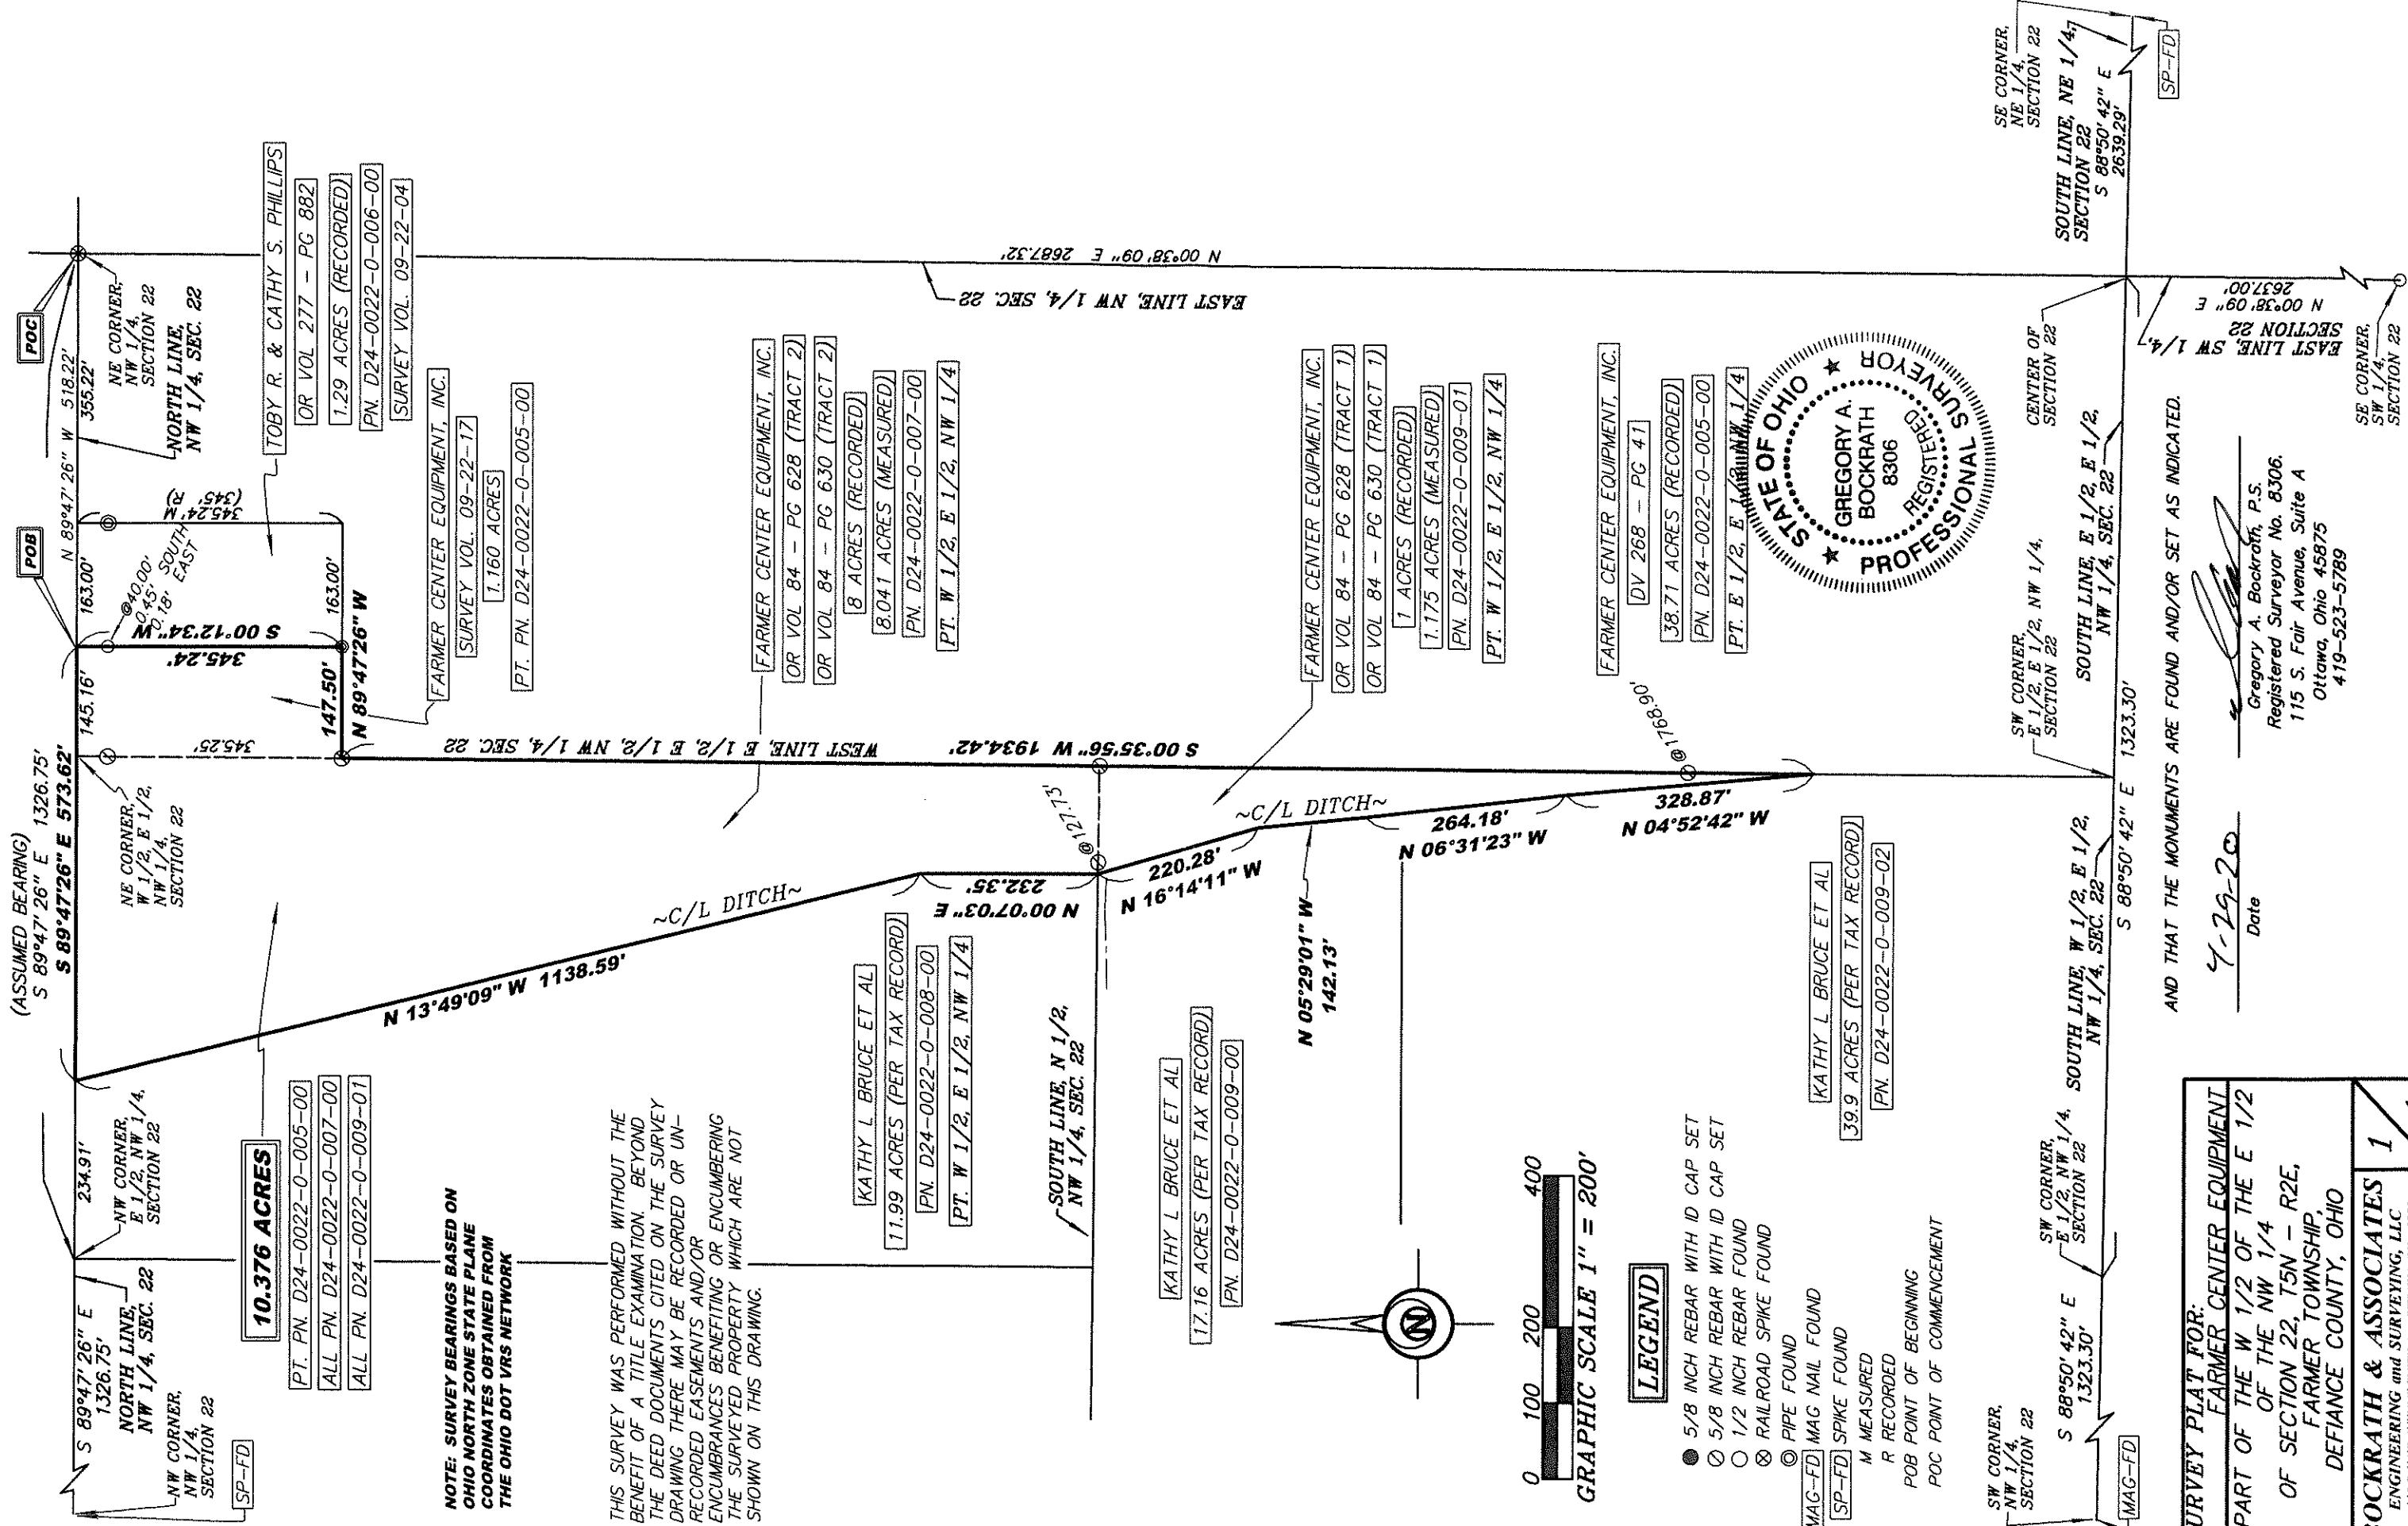 (ASSUMED BEARING)
S 89°47'26" E 1326.75'
S 89°47'26" E 573.62'
POB
POC
N 89°47'26" W 518.22'
S 89°47'26" E
1326.75'
NORTH LINE,
NW 1/4, SEC. 22
234.91'
145.16'
163.00'
355.22'
NW CORNER,
NW 1/4,
SECTION 22
SP-FD
NW CORNER,
E 1/2, NW 1/4,
SECTION 22
NE CORNER,
W 1/2, E 1/2,
NW 1/4,
SECTION 22
345.25'
S 00°12'34" W
345.24'
@40.00'
0.45' SOUTH
0.18' EAST
345.24' M
(345' R)
NE CORNER,
NW 1/4,
SECTION 22
NORTH LINE,
NW 1/4, SEC. 22
147.50'
N 89°47'26" W
163.00'
TOBY R. & CATHY S. PHILLIPS
OR VOL 277 - PG 882
1.29 ACRES (RECORDED)
PN. D24-0022-0-006-00
SURVEY VOL. 09-22-04
FARMER CENTER EQUIPMENT, INC.
SURVEY VOL. 09-22-17
1.160 ACRES
PT. PN. D24-0022-0-005-00
10.376 ACRES
PT. PN. D24-0022-0-005-00
ALL PN. D24-0022-0-007-00
ALL PN. D24-0022-0-009-01
N 13°49'09" W 1138.59'
~C/L DITCH~
WEST LINE, E 1/2, E 1/2, NW 1/4, SEC. 22
S 00°35'56" W 1934.42'
NOTE: SURVEY BEARINGS BASED ON
OHIO NORTH ZONE STATE PLANE
COORDINATES OBTAINED FROM
THE OHIO DOT VRS NETWORK
THIS SURVEY WAS PERFORMED WITHOUT THE
BENEFIT OF A TITLE EXAMINATION. BEYOND
THE DEED DOCUMENTS CITED ON THE SURVEY
DRAWING THERE MAY BE RECORDED OR UN-
RECORDED EASEMENTS AND/OR
ENCUMBRANCES BENEFITING OR ENCUMBERING
THE SURVEYED PROPERTY WHICH ARE NOT
SHOWN ON THIS DRAWING.
FARMER CENTER EQUIPMENT, INC.
OR VOL 84 - PG 628 (TRACT 2)
OR VOL 84 - PG 630 (TRACT 2)
8 ACRES (RECORDED)
8.041 ACRES (MEASURED)
PN. D24-0022-0-007-00
PT. W 1/2, E 1/2, NW 1/4
EAST LINE, NW 1/4, SEC. 22
N 00°38'09" E 2687.32'
KATHY L BRUCE ET AL
11.99 ACRES (PER TAX RECORD)
PN. D24-0022-0-008-00
PT. W 1/2, E 1/2, NW 1/4
N 00°07'03" E
232.35'
@127.73'
SOUTH LINE, N 1/2,
NW 1/4, SEC. 22
220.28'
N 16°14'11" W
~C/L DITCH~
KATHY L BRUCE ET AL
17.16 ACRES (PER TAX RECORD)
PN. D24-0022-0-009-00
N 05°29'01" W
142.13'
264.18'
N 06°31'23" W
328.87'
N 04°52'42" W
@1768.90'
FARMER CENTER EQUIPMENT, INC.
OR VOL 84 - PG 628 (TRACT 1)
OR VOL 84 - PG 630 (TRACT 1)
1 ACRES (RECORDED)
1.175 ACRES (MEASURED)
PN. D24-0022-0-009-01
PT. W 1/2, E 1/2, NW 1/4
FARMER CENTER EQUIPMENT, INC.
DV 268 - PG 41
38.71 ACRES (RECORDED)
PN. D24-0022-0-005-00
PT. E 1/2, E 1/2, NW 1/4
STATE OF OHIO
GREGORY A.
BOCKRATH
8306
REGISTERED
PROFESSIONAL SURVEYOR
N
0 100 200 400
GRAPHIC SCALE 1" = 200'
LEGEND
5/8 INCH REBAR WITH ID CAP SET
5/8 INCH REBAR WITH ID CAP SET
1/2 INCH REBAR FOUND
RAILROAD SPIKE FOUND
PIPE FOUND
MAG-FD MAG NAIL FOUND
SP-FD SPIKE FOUND
M MEASURED
R RECORDED
POB POINT OF BEGINNING
POC POINT OF COMMENCEMENT
KATHY L BRUCE ET AL
39.9 ACRES (PER TAX RECORD)
PN. D24-0022-0-009-02
SW CORNER,
NW 1/4,
SECTION 22
MAG-FD
S 88°50'42" E
1323.30'
SW CORNER,
E 1/2, NW 1/4,
SECTION 22
SOUTH LINE, W 1/2, E 1/2,
NW 1/4, SEC. 22
S 88°50'42" E 1323.30'
SW CORNER,
E 1/2, E 1/2, NW 1/4,
SECTION 22
SOUTH LINE, E 1/2, E 1/2,
NW 1/4, SEC. 22
CENTER OF
SECTION 22
SE CORNER,
NE 1/4,
SECTION 22
SOUTH LINE, NE 1/4,
SECTION 22
S 88°50'42" E
2639.29'
SP-FD
EAST LINE, SW 1/4,
SECTION 22
N 00°38'09" E
2637.00'
SE CORNER,
SW 1/4,
SECTION 22
AND THAT THE MONUMENTS ARE FOUND AND/OR SET AS INDICATED.
4-29-20
Date
Gregory A. Bockrath, P.S.
Registered Surveyor No. 8306.
115 S. Fair Avenue, Suite A
Ottawa, Ohio 45875
419-523-5789
URVEY PLAT FOR:
FARMER CENTER EQUIPMENT
PART OF THE W 1/2 OF THE E 1/2
OF THE NW 1/4
OF SECTION 22, T5N - R2E,
FARMER TOWNSHIP,
DEFIANCE COUNTY, OHIO
OCKRATH & ASSOCIATES
ENGINEERING and SURVEYING, LLC
1